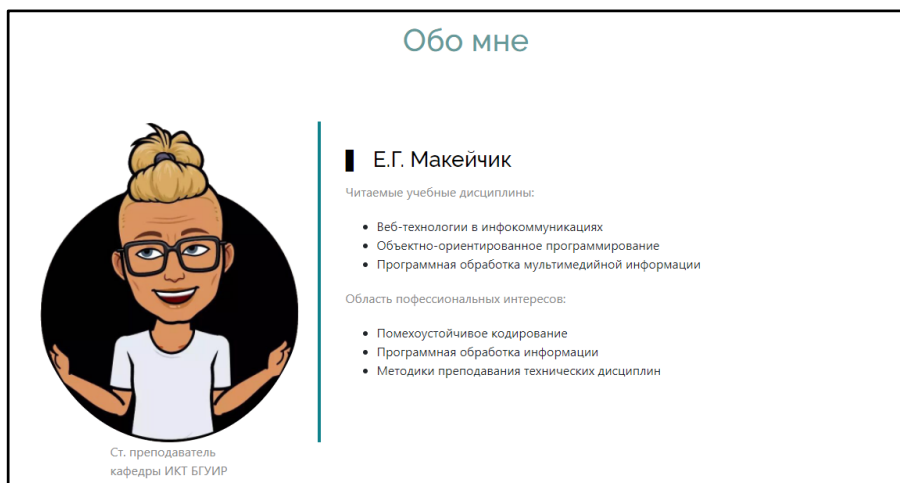 Обо мне
Е.Г. Макейчик
Читаемые учебные дисциплины:
Веб-технологии в инфокоммуникациях
Объектно-ориентированное программирование
Программная обработка мультимедийной информации
Область пофессиональных интересов:
Помехоустойчивое кодирование
Программная обработка информации
Методики преподавания технических дисциплин
Ст. преподаватель
кафедры ИКТ БГУИР